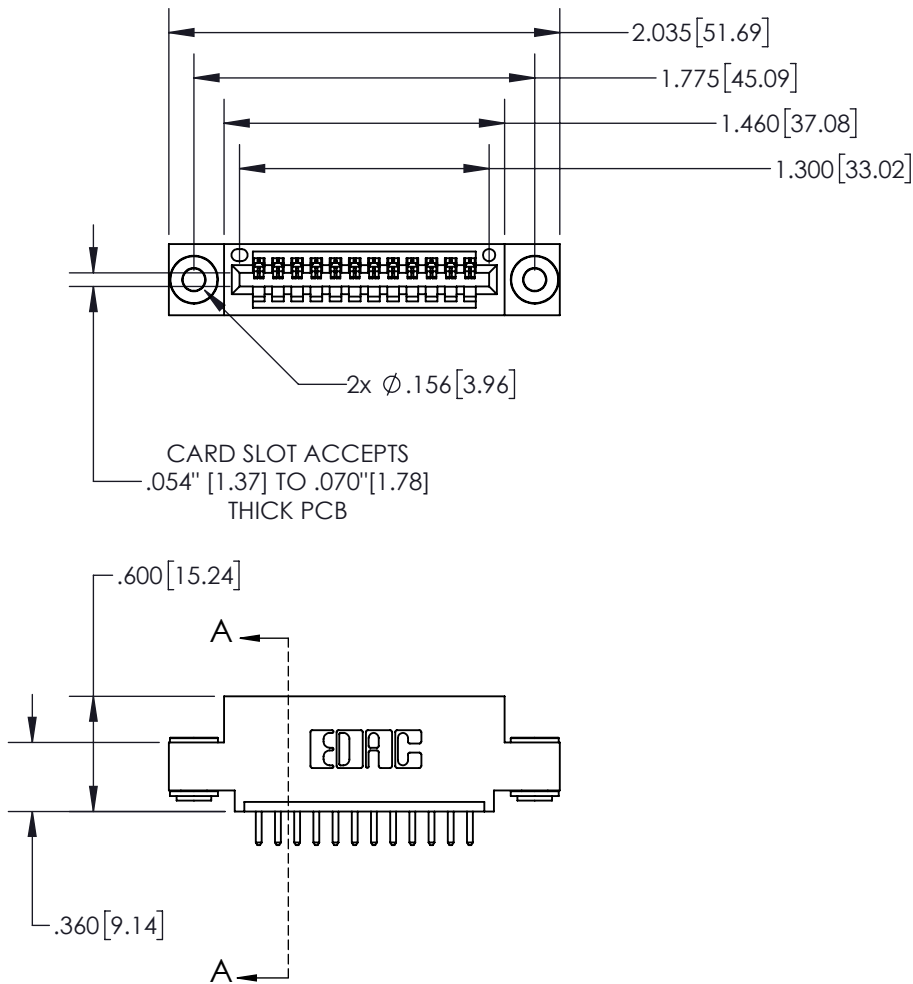 2.035[51.69]
1.775[45.09]
1.460[37.08]
1.300[33.02]
2x Ø.156[3.96]
CARD SLOT ACCEPTS
.054" [1.37] TO .070"[1.78]
THICK PCB
.600[15.24]
A
EDAC
.360[9.14]
A